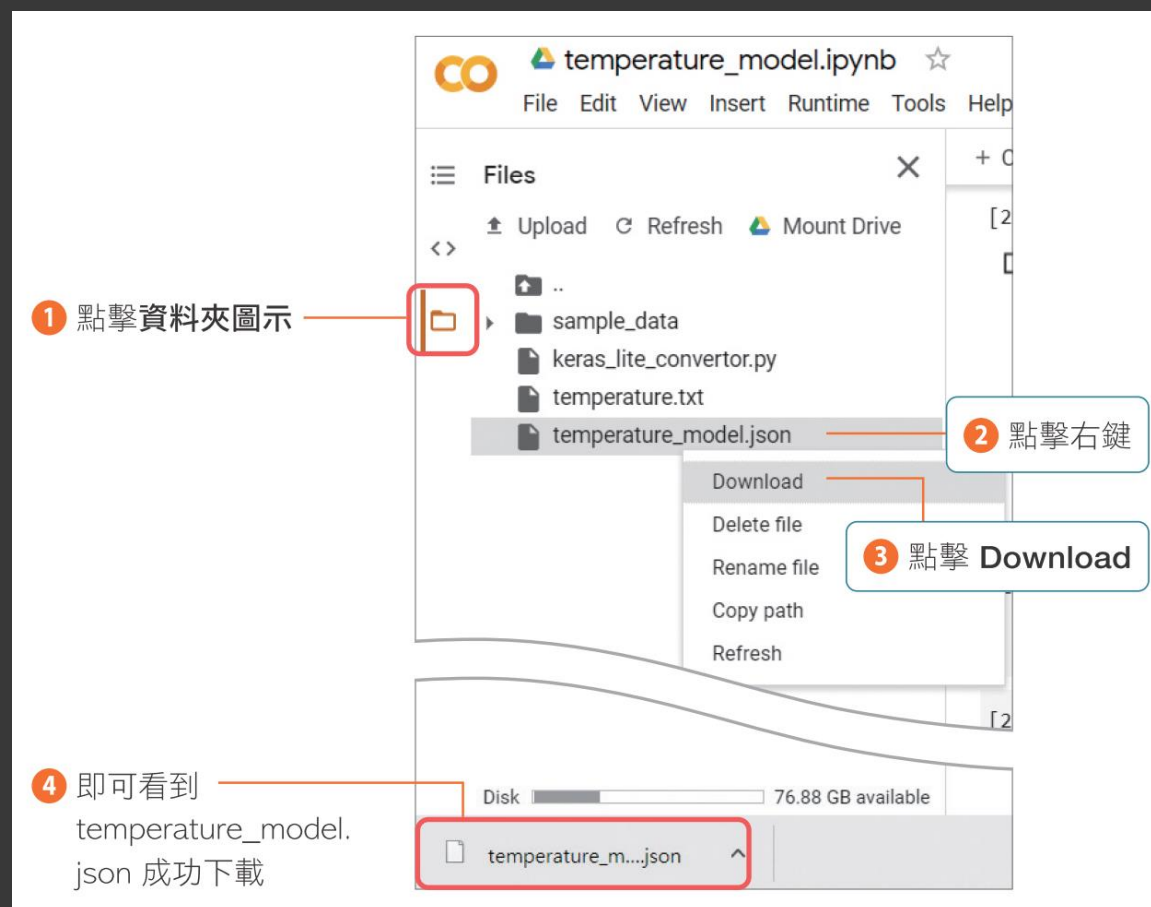 temperature_model.ipynb
File Edit View Insert Runtime Tools Help
Files
Upload Refresh Mount Drive
..
sample_data
keras_lite_convertor.py
temperature.txt
temperature_model.json
Download
Delete file
Rename file
Copy path
Refresh
+ C
[2
[2
Disk 76.88 GB available
temperature_m....json
1 點擊資料夾圖示
2 點擊右鍵
3 點擊 Download
4 即可看到
temperature_model.
json 成功下載